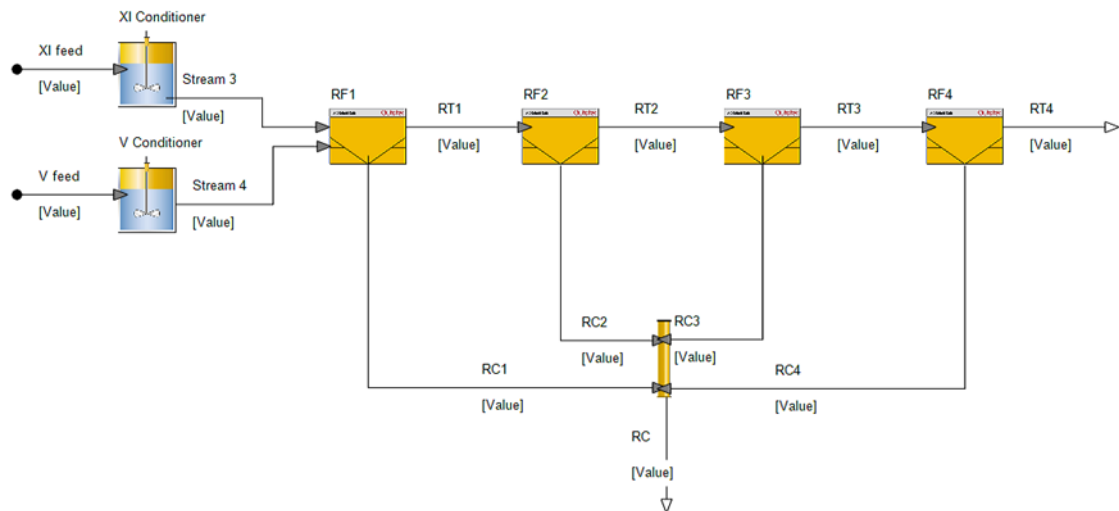 XI Conditioner
XI feed
[Value]
Stream 3
[Value]
V Conditioner
V feed
[Value]
Stream 4
[Value]
RF1
RT1
[Value]
RF2
RT2
[Value]
RF3
RT3
[Value]
RF4
RT4
[Value]
RC2
[Value]
RC3
[Value]
RC1
[Value]
RC4
[Value]
RC
[Value]